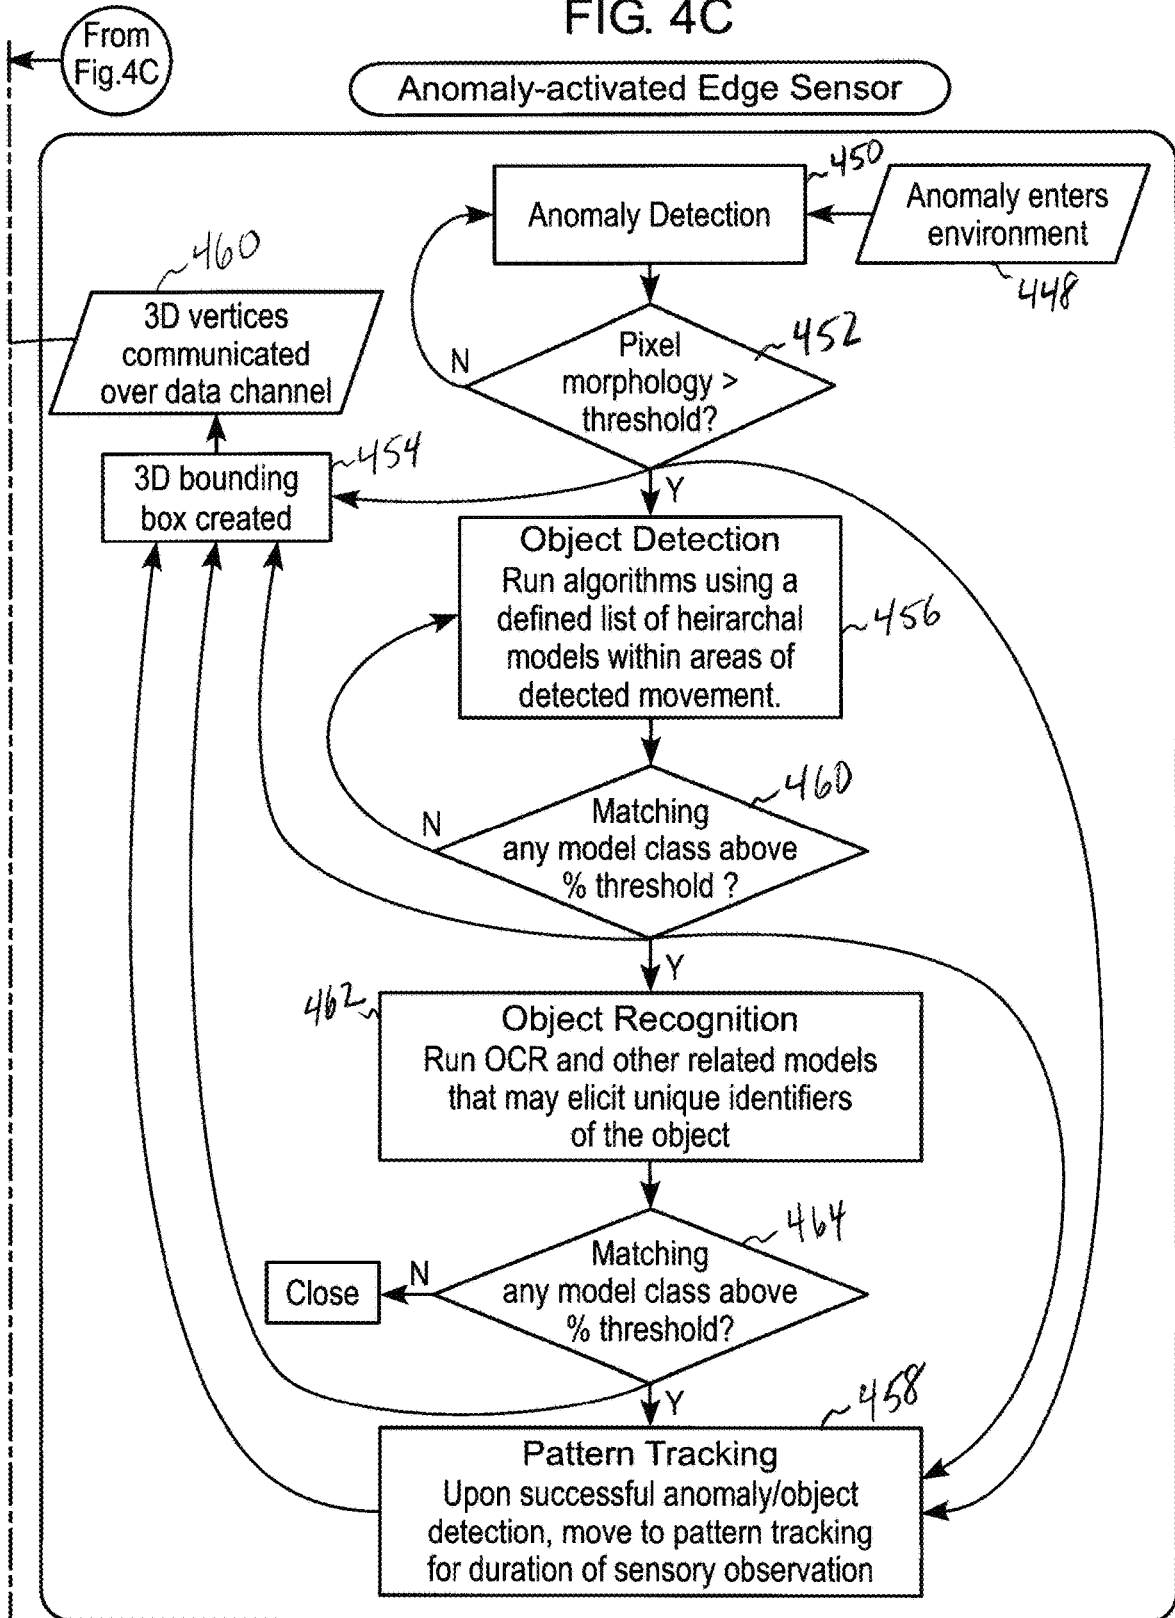 FIG. 4C
From
Fig.4C
Anomaly-activated Edge Sensor
450
Anomaly Detection
Anomaly enters
environment
448
460
3D vertices
communicated
over data channel
452
Pixel
morphology >
threshold?
N
454
3D bounding
box created
Y
Object Detection
Run algorithms using a
defined list of heirarchal
models within areas of
detected movement.
456
460
Matching
any model class above
% threshold ?
N
Y
462
Object Recognition
Run OCR and other related models
that may elicit unique identifiers
of the object
464
Matching
any model class above
% threshold?
N
Close
Y
458
Pattern Tracking
Upon successful anomaly/object
detection, move to pattern tracking
for duration of sensory observation